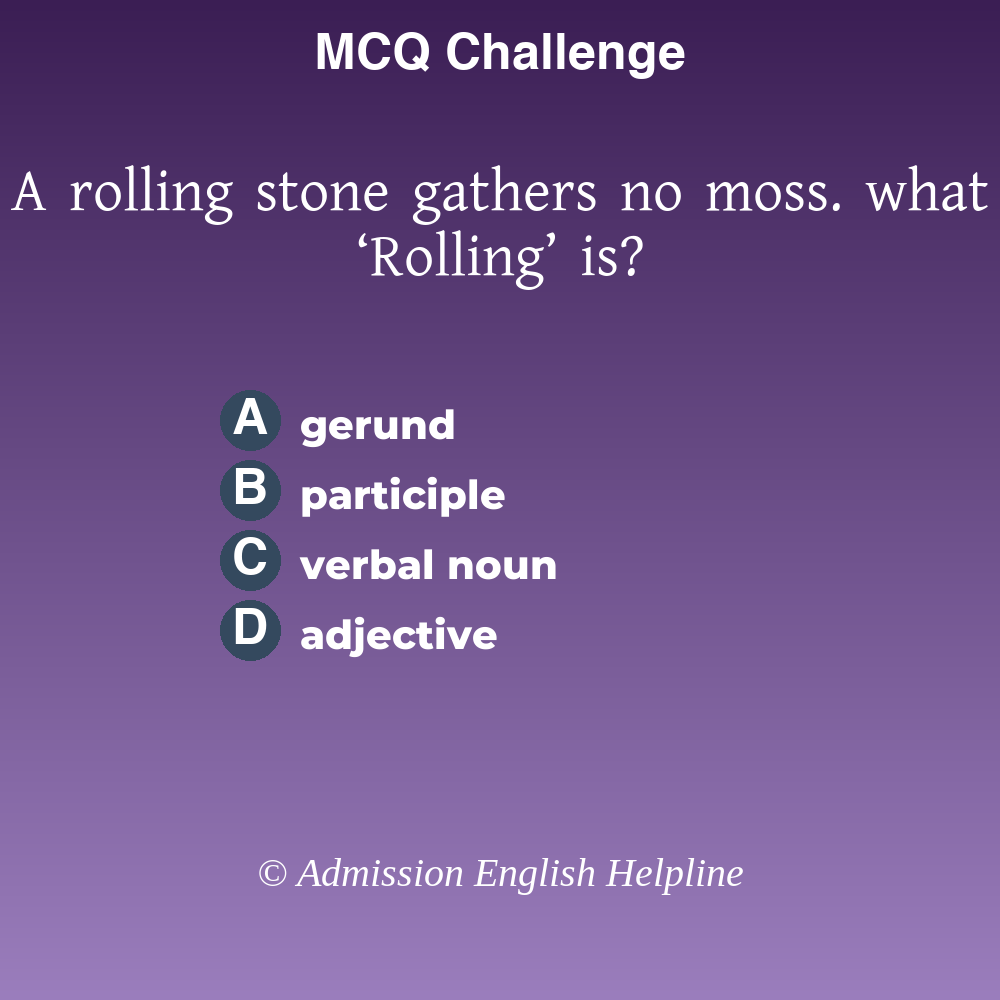 MCQ Challenge
A rolling stone gathers no moss. what
‘Rolling’ is?
A gerund
B participle
C verbal noun
D adjective
© Admission English Helpline